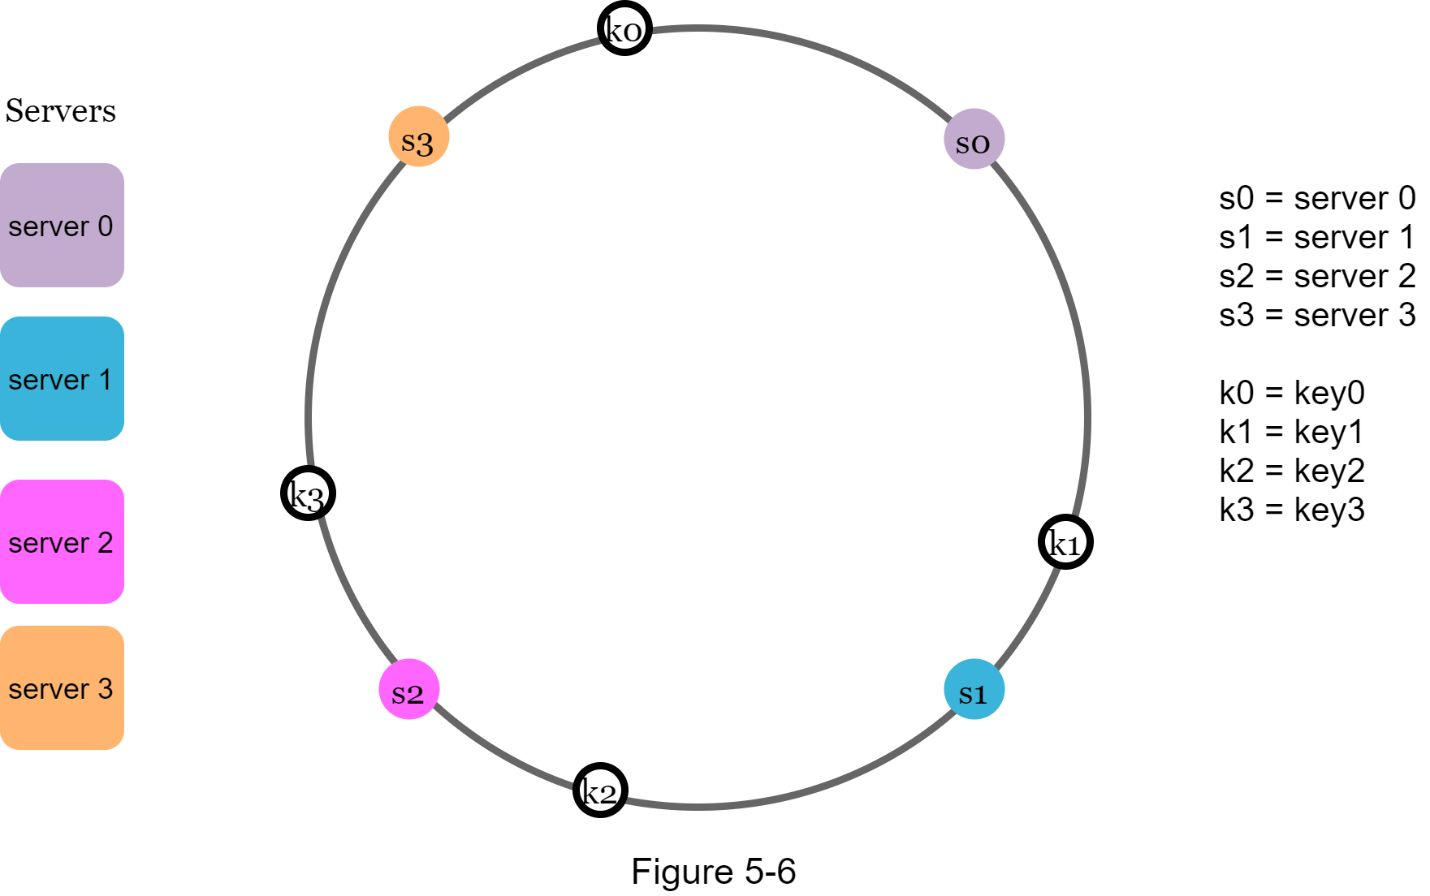 k0
Servers
s3
s0
server 0
s0 = server 0
s1 = server 1
s2 = server 2
s3 = server 3
server 1
k0 = key0
k1 = key1
k2 = key2
k3 = key3
k3
k1
server 2
s2
s1
server 3
k2
Figure 5-6